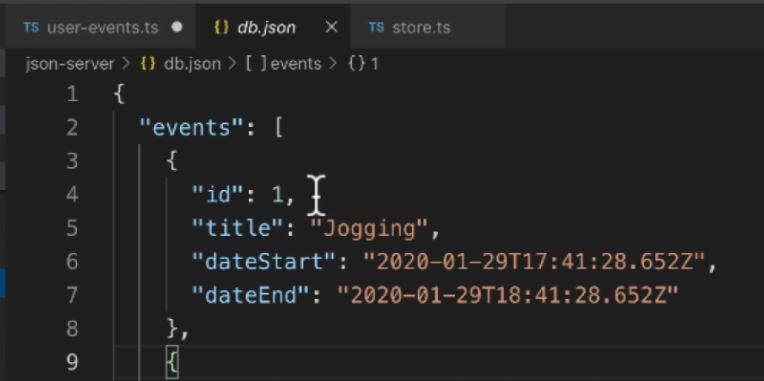 TS user-events.ts ● {} db.json × TS store.ts
json-server > {} db.json > [ ] events > {} 1
1 {
2 "events": [
3 {
4 "id": 1,
5 "title": "Jogging",
6 "dateStart": "2020-01-29T17:41:28.652Z",
7 "dateEnd": "2020-01-29T18:41:28.652Z"
8 },
9 {